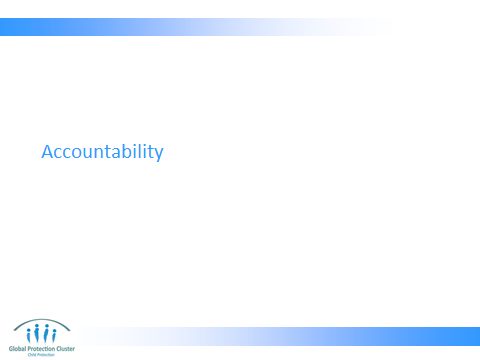 Accountability
Global Protection Cluster
Child Protection